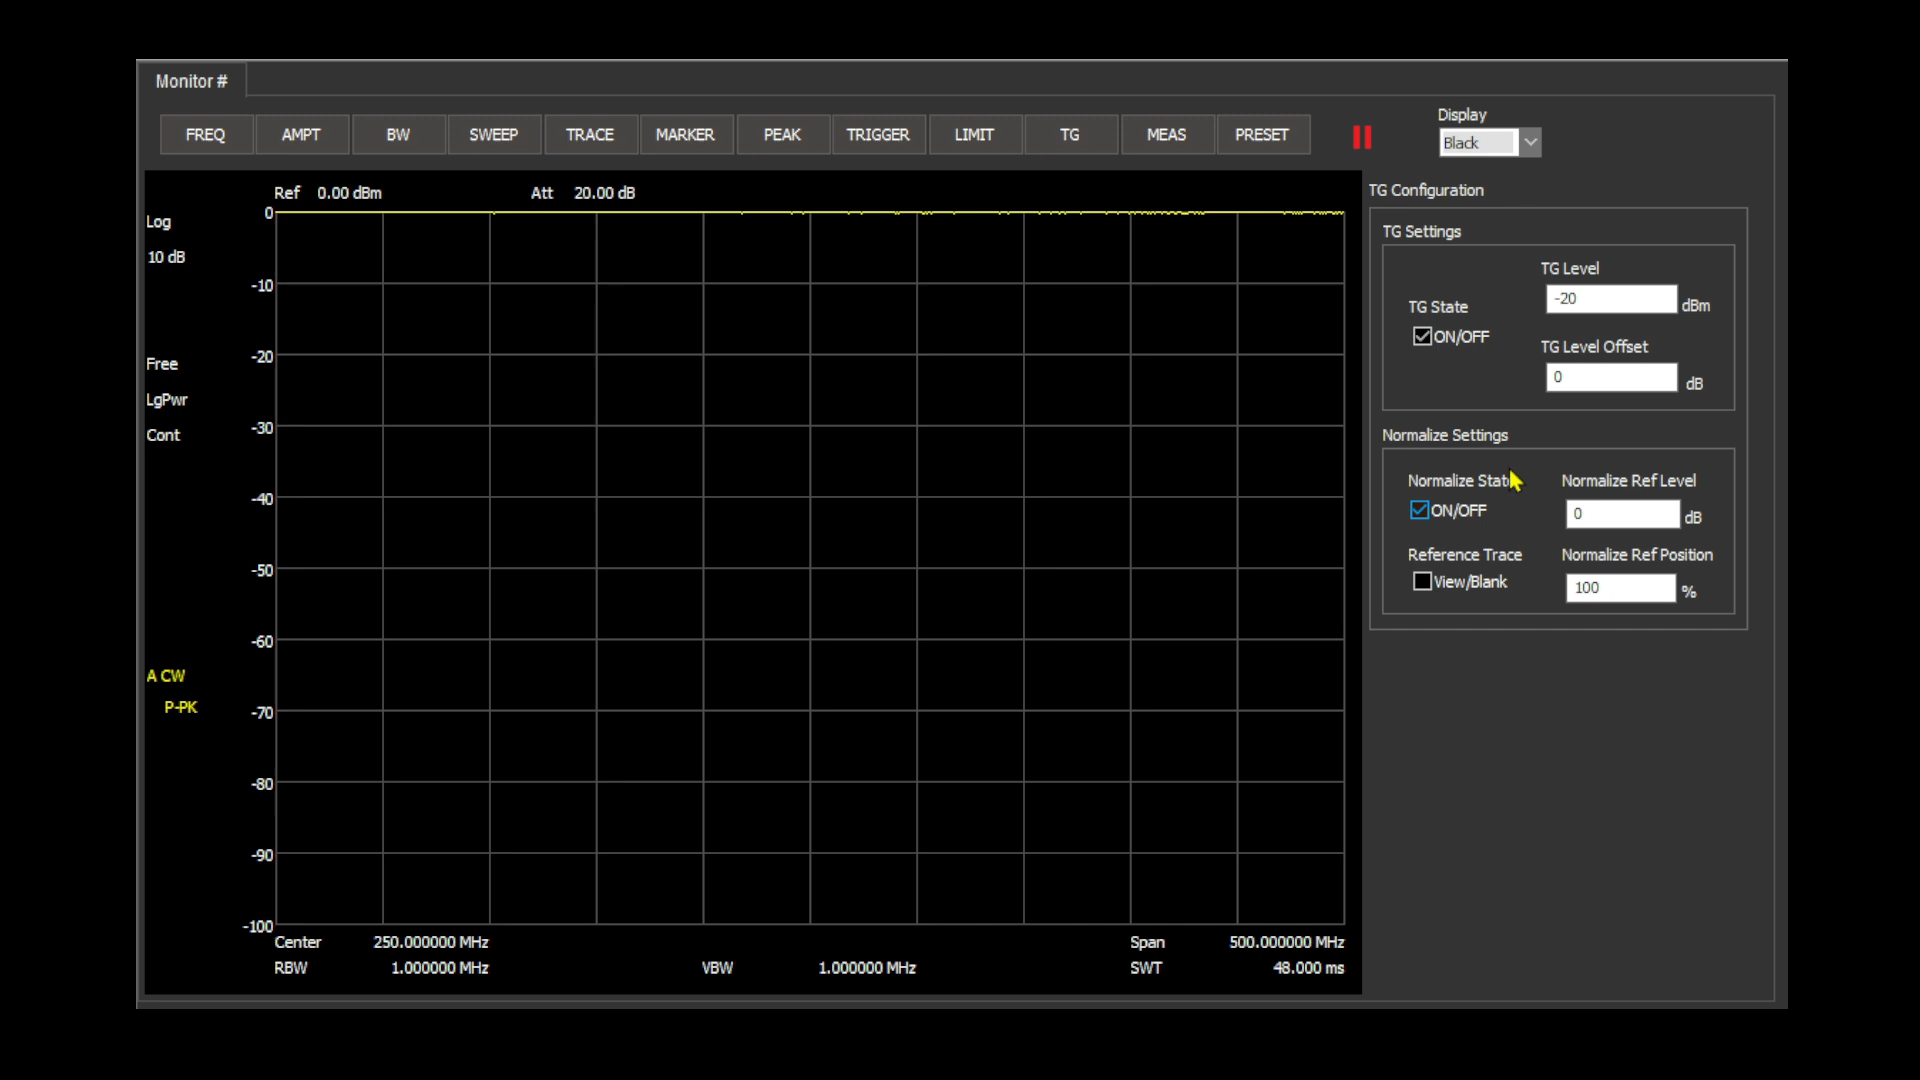 Monitor #
Display
FREQ AMPT BW SWEEP TRACE MARKER PEAK TRIGGER LIMIT TG MEAS PRESET
Black
Ref 0.00 dBm Att 20.00 dB
Log
10 dB
Free
LgPwr
Cont
A CW
P-PK
0
-10
-20
-30
-40
-50
-60
-70
-80
-90
-100
Center 250.000000 MHz Span 500.000000 MHz
RBW 1.000000 MHz VBW 1.000000 MHz SWT 48.000 ms
TG Configuration
TG Settings
TG Level
-20 dBm
TG State
ON/OFF
TG Level Offset
0 dB
Normalize Settings
Normalize State Normalize Ref Level
ON/OFF 0 dB
Reference Trace Normalize Ref Position
View/Blank 100 %